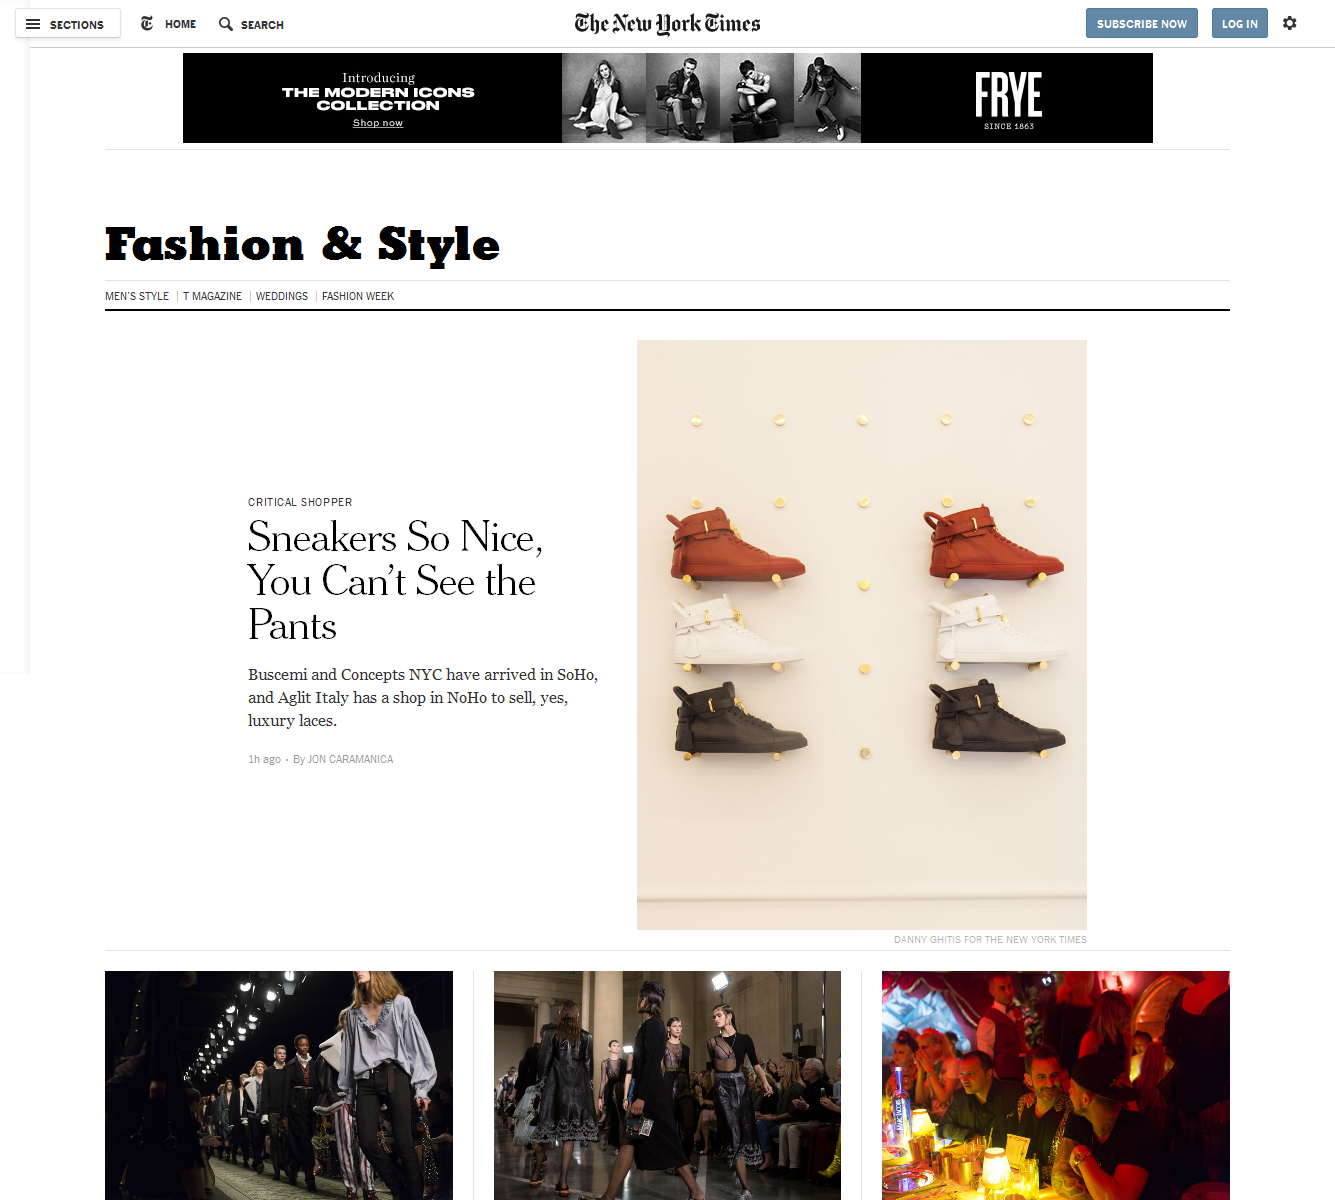 SECTIONS
HOME
SEARCH
The New York Times
SUBSCRIBE NOW
LOG IN
Introducing
THE MODERN ICONS
COLLECTION
Shop now
FRYE
SINCE 1863
Fashion & Style
MEN'S STYLE
T MAGAZINE
WEDDINGS
FASHION WEEK
CRITICAL SHOPPER
Sneakers So Nice,
You Can’t See the
Pants
Buscemi and Concepts NYC have arrived in SoHo,
and Aglit Italy has a shop in NoHo to sell, yes,
luxury laces.
1h ago • By JON CARAMANICA
DANNY GHITIS FOR THE NEW YORK TIMES
A